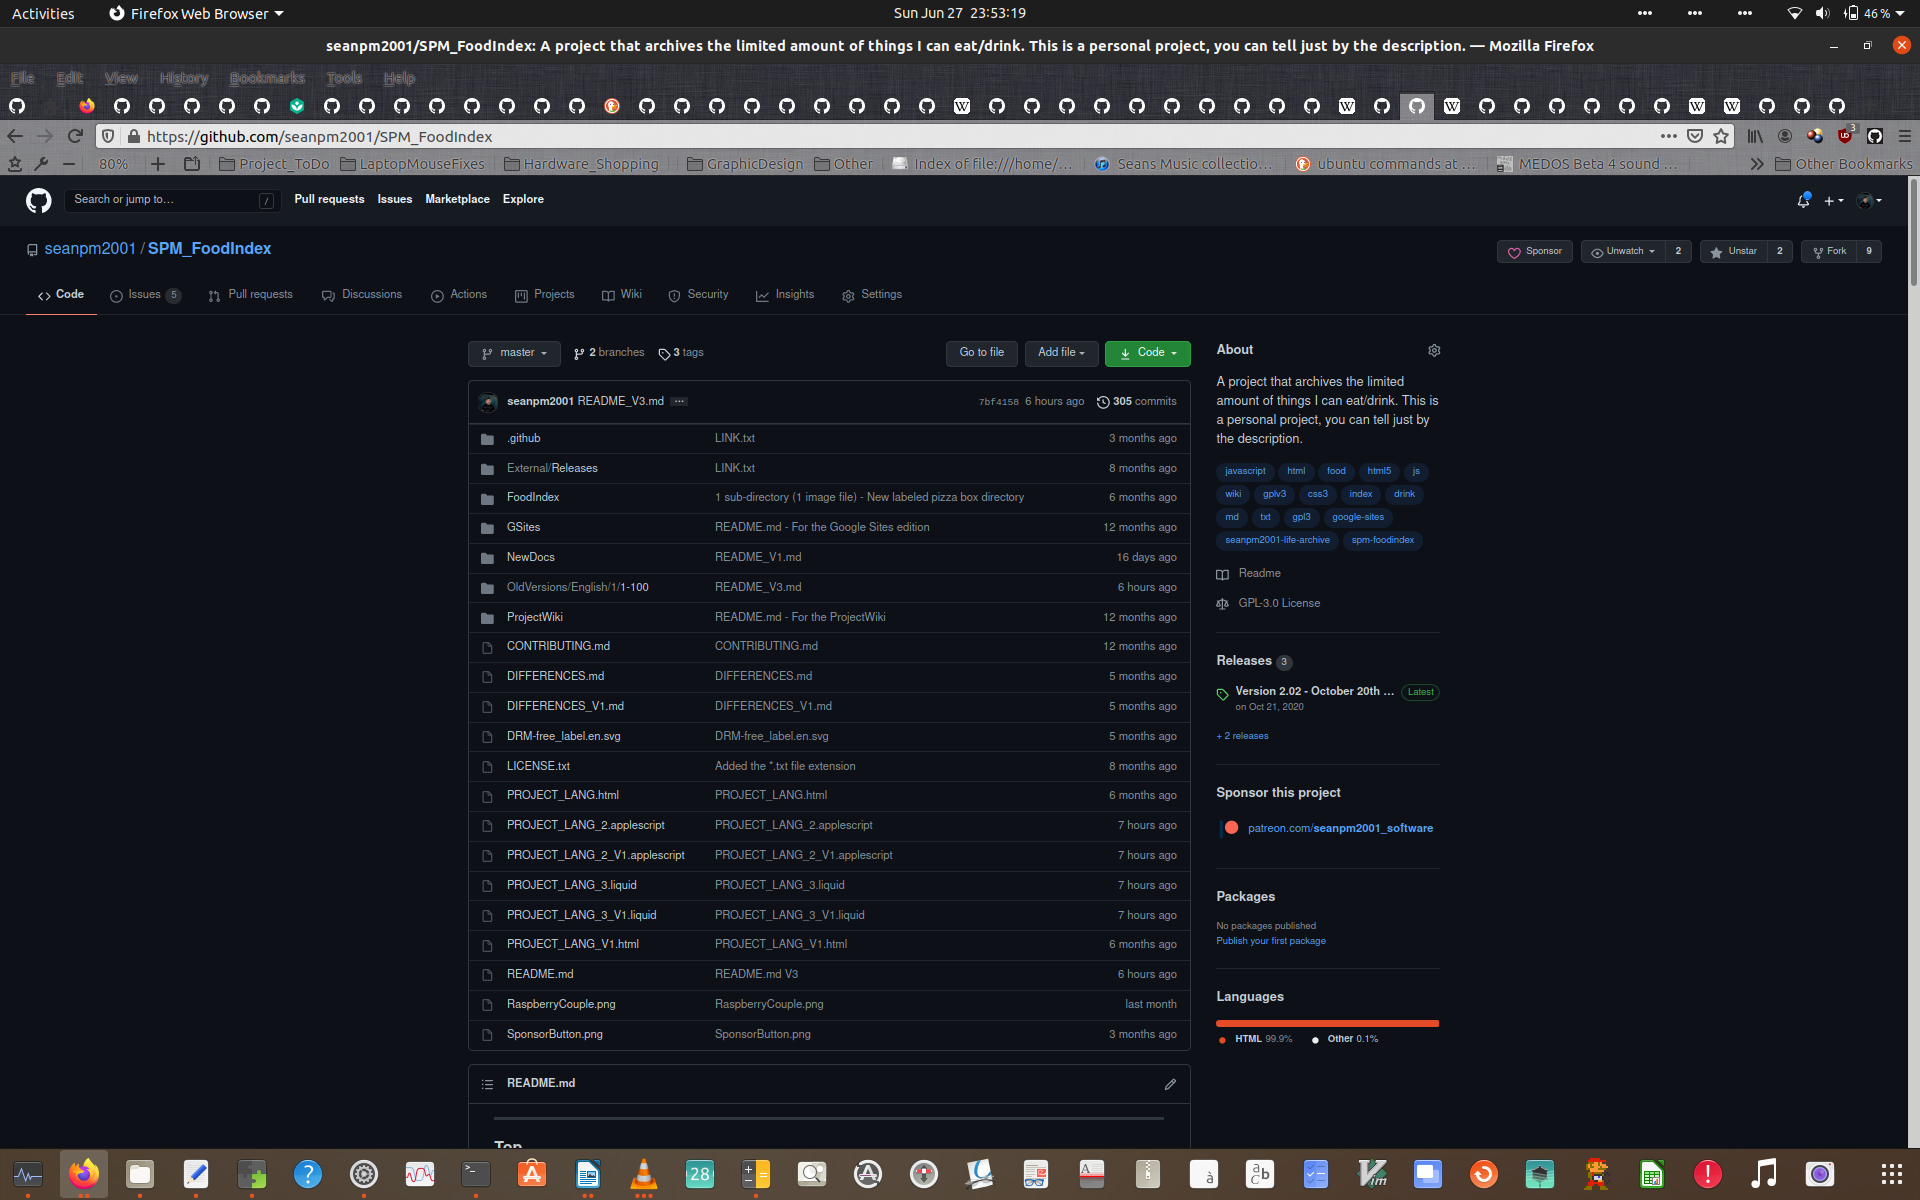 Activities
Firefox Web Browser
Sun Jun 27 23:53:19
46 %
seanpm2001/SPM_FoodIndex: A project that archives the limited amount of things I can eat/drink. This is a personal project, you can tell just by the description. — Mozilla Firefox
File Edit View History Bookmarks Tools Help
https://github.com/seanpm2001/SPM_FoodIndex
3
80%
Project_ToDo
LaptopMouseFixes
Hardware_Shopping
GraphicDesign
Other
Index of file:///home/...
Seans Music collectio...
ubuntu commands at ...
MEDOS Beta 4 sound ...
Other Bookmarks
Search or jump to...
/
Pull requests Issues Marketplace Explore
seanpm2001 / SPM_FoodIndex
Sponsor
Unwatch 2
Unstar 2
Fork 9
Code
Issues 5
Pull requests
Discussions
Actions
Projects
Wiki
Security
Insights
Settings
master
2 branches
3 tags
Go to file
Add file
Code
seanpm2001 README_V3.md ...
7bf4158 6 hours ago 305 commits
.github LINK.txt 3 months ago
External/Releases LINK.txt 8 months ago
FoodIndex 1 sub-directory (1 image file) - New labeled pizza box directory 6 months ago
GSites README.md - For the Google Sites edition 12 months ago
NewDocs README_V1.md 16 days ago
OldVersions/English/1/1-100 README_V3.md 6 hours ago
ProjectWiki README.md - For the ProjectWiki 12 months ago
CONTRIBUTING.md CONTRIBUTING.md 12 months ago
DIFFERENCES.md DIFFERENCES.md 5 months ago
DIFFERENCES_V1.md DIFFERENCES_V1.md 5 months ago
DRM-free_label.en.svg DRM-free_label.en.svg 5 months ago
LICENSE.txt Added the *.txt file extension 8 months ago
PROJECT_LANG.html PROJECT_LANG.html 6 months ago
PROJECT_LANG_2.applescript PROJECT_LANG_2.applescript 7 hours ago
PROJECT_LANG_2_V1.applescript PROJECT_LANG_2_V1.applescript 7 hours ago
PROJECT_LANG_3.liquid PROJECT_LANG_3.liquid 7 hours ago
PROJECT_LANG_3_V1.liquid PROJECT_LANG_3_V1.liquid 7 hours ago
PROJECT_LANG_V1.html PROJECT_LANG_V1.html 6 months ago
README.md README.md V3 6 hours ago
RaspberryCouple.png RaspberryCouple.png last month
SponsorButton.png SponsorButton.png 3 months ago
README.md
Top
About
A project that archives the limited
amount of things I can eat/drink. This is
a personal project, you can tell just by
the description.
javascript html food html5 js
wiki gplv3 css3 index drink
md txt gpl3 google-sites
seanpm2001-life-archive spm-foodindex
Readme
GPL-3.0 License
Releases 3
Version 2.02 - October 20th ... Latest
on Oct 21, 2020
+ 2 releases
Sponsor this project
patreon.com/seanpm2001_software
Packages
No packages published
Publish your first package
Languages
HTML 99.9% Other 0.1%
28